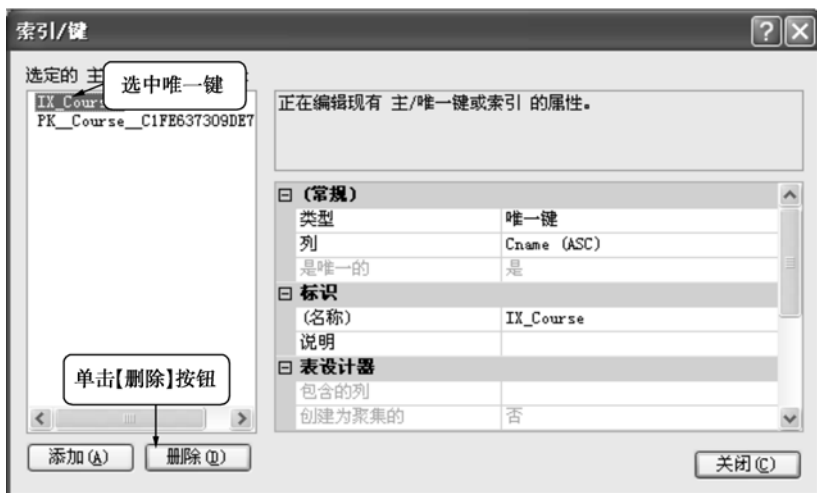 索引/键
选定的 主
选中唯一键
IX_Cours
PK__Course__C1FE637309DE7
正在编辑现有 主/唯一键或索引 的属性。
(常规)
类型 唯一键
列 Cname (ASC)
是唯一的 是
标识
(名称) IX_Course
说明
表设计器
包含的列
创建为聚集的 否
单击【删除】按钮
添加(A) 删除(D)
关闭(C)